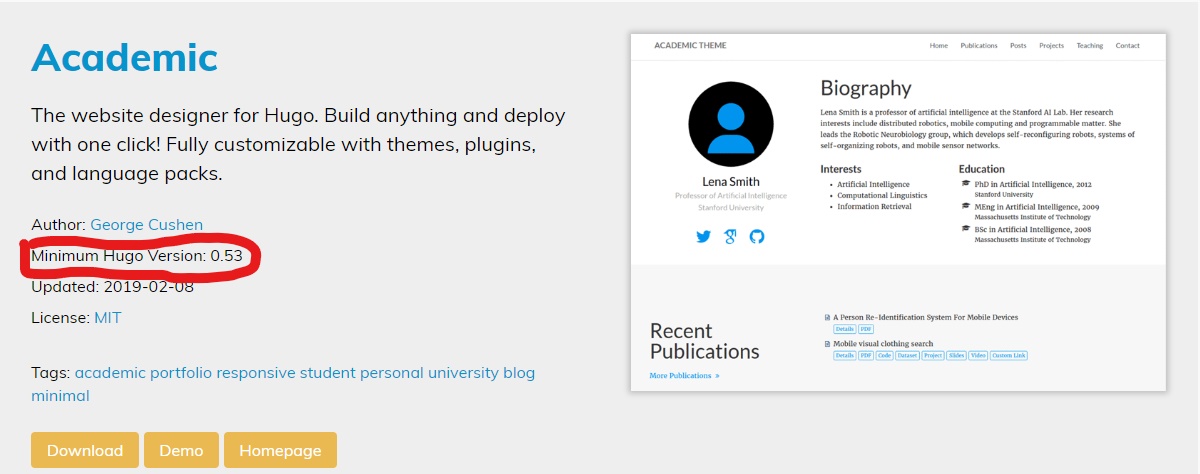 Academic
The website designer for Hugo. Build anything and deploy
with one click! Fully customizable with themes, plugins,
and language packs.
Author: George Cushen
Minimum Hugo Version: 0.53
Updated: 2019-02-08
License: MIT
Tags: academic portfolio responsive student personal university blog
minimal
Download Demo Homepage
ACADEMIC THEME Home Publications Posts Projects Teaching Contact
Lena Smith
Professor of Artificial Intelligence
Stanford University
Biography
Lena Smith is a professor of artificial intelligence at the Stanford AI Lab. Her research
interests include distributed robotics, mobile computing and programmable matter. She
leads the Robotic Neurobiology group, which develops self-reconfiguring robots, systems of
self-organizing robots, and mobile sensor networks.
Interests
Artificial Intelligence
Computational Linguistics
Information Retrieval
Education
PhD in Artificial Intelligence, 2012
Stanford University
MEng in Artificial Intelligence, 2009
Massachusetts Institute of Technology
BSc in Artificial Intelligence, 2008
Massachusetts Institute of Technology
Recent
Publications
More Publications »
A Person Re-Identification System For Mobile Devices
Details PDF
Mobile visual clothing search
Details PDF Code Dataset Project Slides Video Custom Link